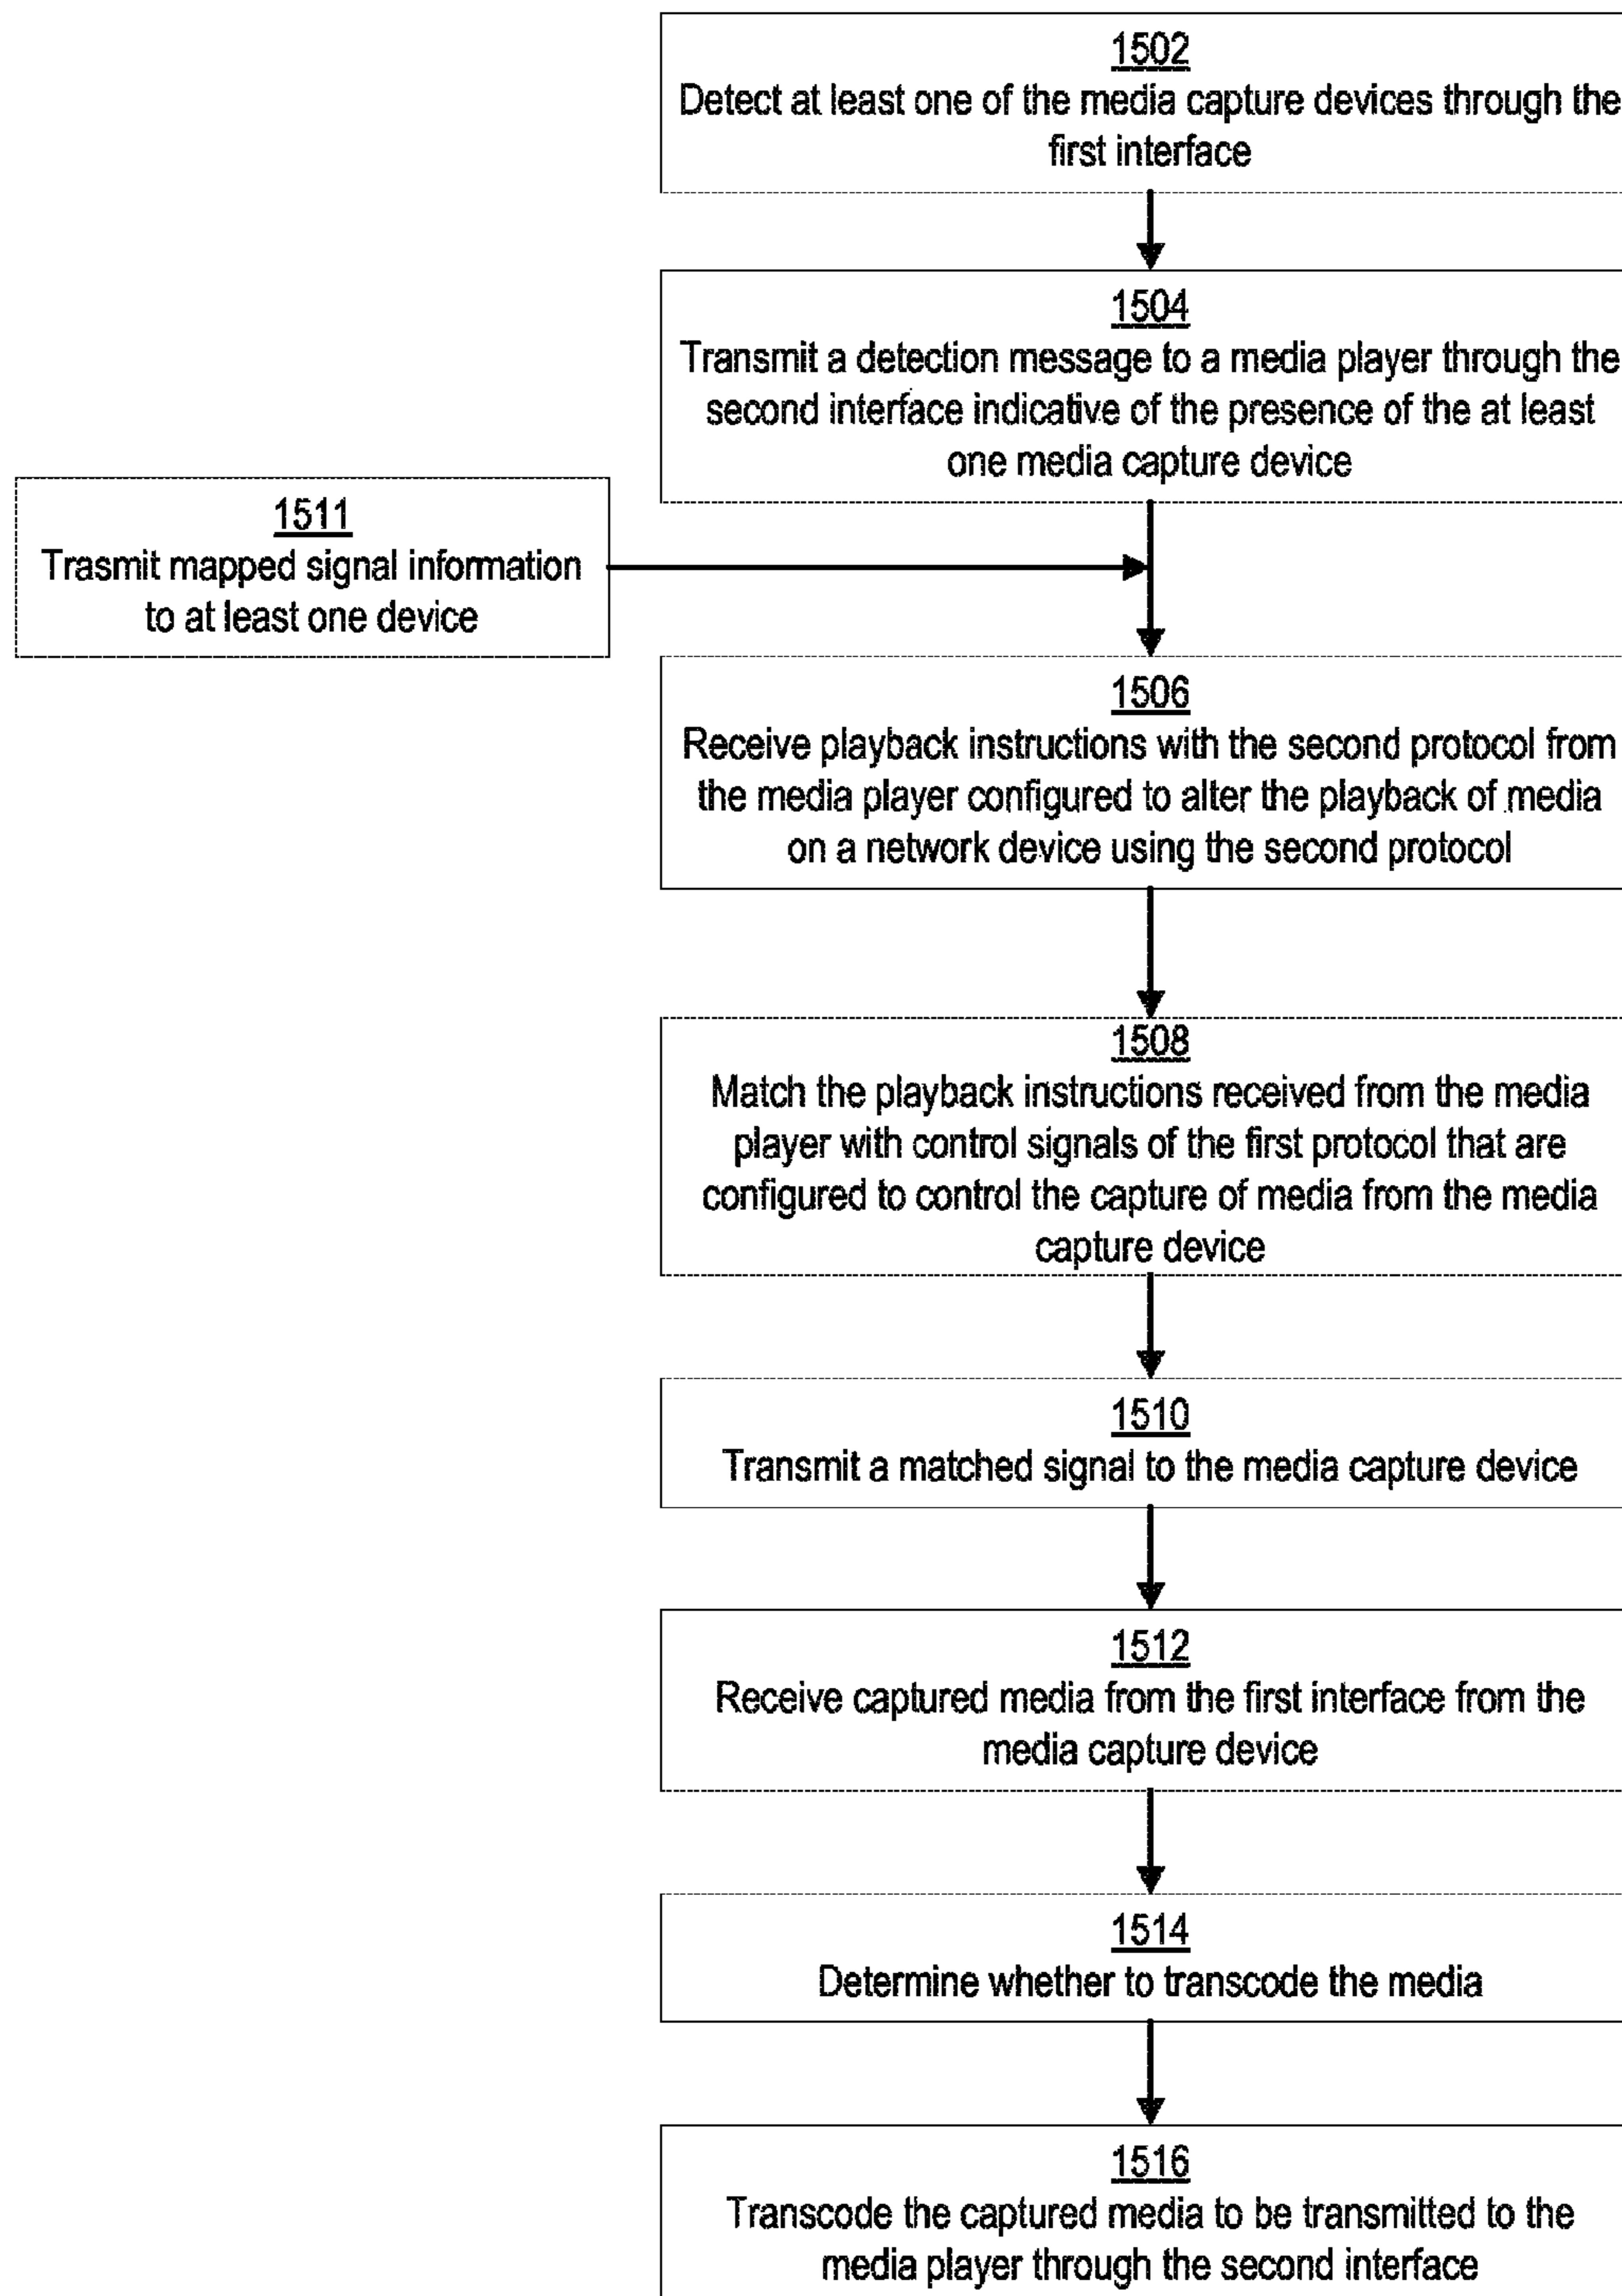 1502
Detect at least one of the media capture devices through the
first interface
1504
Transmit a detection message to a media player through the
second interface indicative of the presence of the at least
one media capture device
1511
Trasmit mapped signal information
to at least one device
1506
Receive playback instructions with the second protocol from
the media player configured to alter the playback of media
on a network device using the second protocol
1508
Match the playback instructions received from the media
player with control signals of the first protocol that are
configured to control the capture of media from the media
capture device
1510
Transmit a matched signal to the media capture device
1512
Receive captured media from the first interface from the
media capture device
1514
Determine whether to transcode the media
1516
Transcode the captured media to be transmitted to the
media player through the second interface